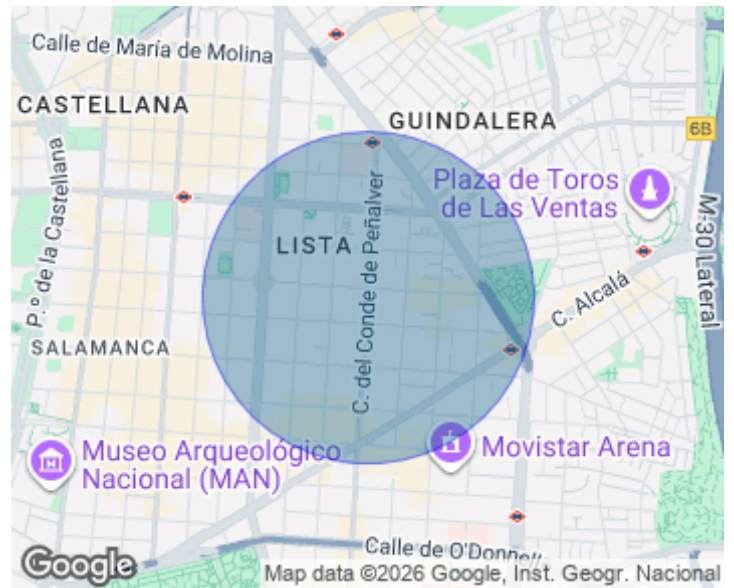 Calle de María de Molina
CASTELLANA
GUINDALERA
6B
Plaza de Toros
de Las Ventas
P.º de la Castellana
M-30 Lateral
LISTA
C. del Conde de Peñalver
C. Alcalá
SALAMANCA
Museo Arqueológico
Nacional (MAN)
Movistar Arena
Calle de O'Donnell
Google
Map data ©2026 Google, Inst. Geogr. Nacional